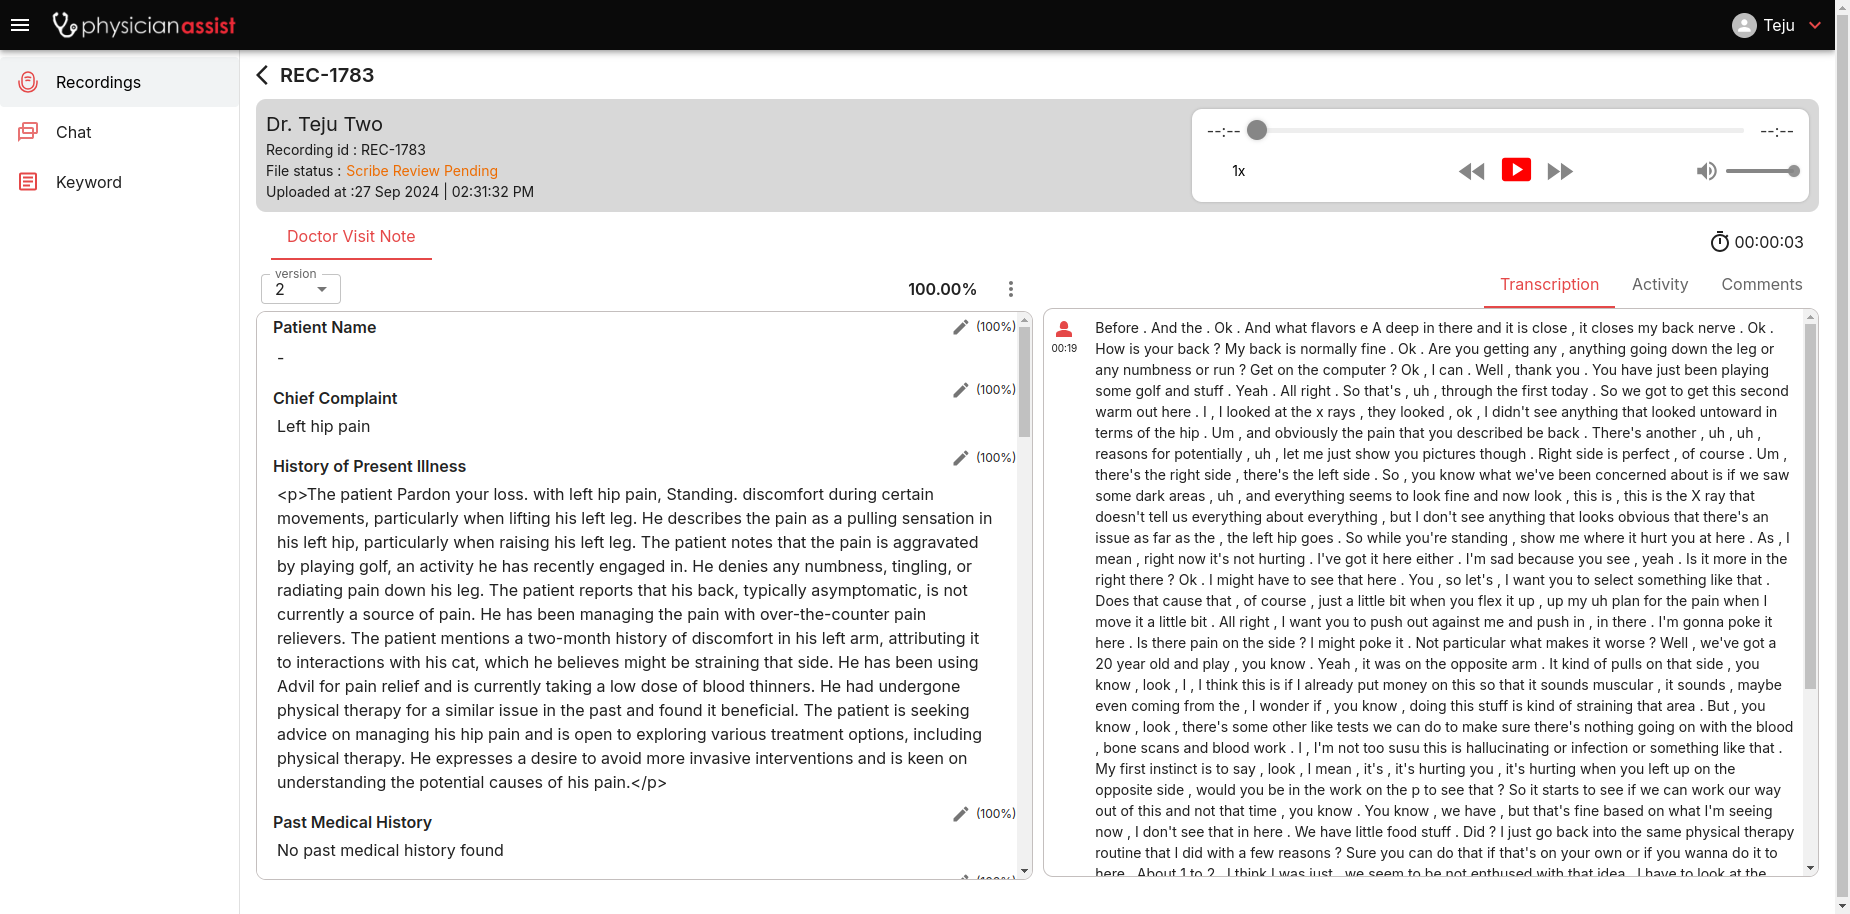 physicianassist
Teju
Recordings
Chat
Keyword
REC-1783
Dr. Teju Two
Recording id : REC-1783
File status : Scribe Review Pending
Uploaded at :27 Sep 2024 | 02:31:32 PM
--:--
--:--
1x
Doctor Visit Note
00:00:03
version
2
100.00%
Transcription
Activity
Comments
Patient Name
(100%)
-
Chief Complaint
(100%)
Left hip pain
History of Present Illness
(100%)
<p>The patient Pardon your loss. with left hip pain, Standing. discomfort during certain
movements, particularly when lifting his left leg. He describes the pain as a pulling sensation in
his left hip, particularly when raising his left leg. The patient notes that the pain is aggravated
by playing golf, an activity he has recently engaged in. He denies any numbness, tingling, or
radiating pain down his leg. The patient reports that his back, typically asymptomatic, is not
currently a source of pain. He has been managing the pain with over-the-counter pain
relievers. The patient mentions a two-month history of discomfort in his left arm, attributing it
to interactions with his cat, which he believes might be straining that side. He has been using
Advil for pain relief and is currently taking a low dose of blood thinners. He had undergone
physical therapy for a similar issue in the past and found it beneficial. The patient is seeking
advice on managing his hip pain and is open to exploring various treatment options, including
physical therapy. He expresses a desire to avoid more invasive interventions and is keen on
understanding the potential causes of his pain.</p>
Past Medical History
(100%)
No past medical history found
00:19
Before . And the . Ok . And what flavors e A deep in there and it is close , it closes my back nerve . Ok .
How is your back ? My back is normally fine . Ok . Are you getting any , anything going down the leg or
any numbness or run ? Get on the computer ? Ok , I can . Well , thank you . You have just been playing
some golf and stuff . Yeah . All right . So that's , uh , through the first today . So we got to get this second
warm out here . I , I looked at the x rays , they looked , ok , I didn't see anything that looked untoward in
terms of the hip . Um , and obviously the pain that you described be back . There's another , uh , uh ,
reasons for potentially , uh , let me just show you pictures though . Right side is perfect , of course . Um ,
there's the right side , there's the left side . So , you know what we've been concerned about is if we saw
some dark areas , uh , and everything seems to look fine and now look , this is , this is the X ray that
doesn't tell us everything about everything , but I don't see anything that looks obvious that there's an
issue as far as the , the left hip goes . So while you're standing , show me where it hurt you at here . As , I
mean , right now it's not hurting . I've got it here either . I'm sad because you see , yeah . Is it more in the
right there ? Ok . I might have to see that here . You , so let's , I want you to select something like that .
Does that cause that , of course , just a little bit when you flex it up , up my uh plan for the pain when I
move it a little bit . All right , I want you to push out against me and push in , in there . I'm gonna poke it
here . Is there pain on the side ? I might poke it . Not particular what makes it worse ? Well , we've got a
20 year old and play , you know . Yeah , it was on the opposite arm . It kind of pulls on that side , you
know , look , I , I think this is if I already put money on this so that it sounds muscular , it sounds , maybe
even coming from the , I wonder if , you know , doing this stuff is kind of straining that area . But , you
know , look , there's some other like tests we can do to make sure there's nothing going on with the blood
, bone scans and blood work . I , I'm not too susu this is hallucinating or infection or something like that .
My first instinct is to say , look , I mean , it's , it's hurting you , it's hurting when you left up on the
opposite side , would you be in the work on the p to see that ? So it starts to see if we can work our way
out of this and not that time , you know . You know , we have , but that's fine based on what I'm seeing
now , I don't see that in here . We have little food stuff . Did ? I just go back into the same physical therapy
routine that I did with a few reasons ? Sure you can do that if that's on your own or if you wanna do it to
here . About 1 to 2 . I think I was just , we seem to be not enthused with that idea . I have to look at the